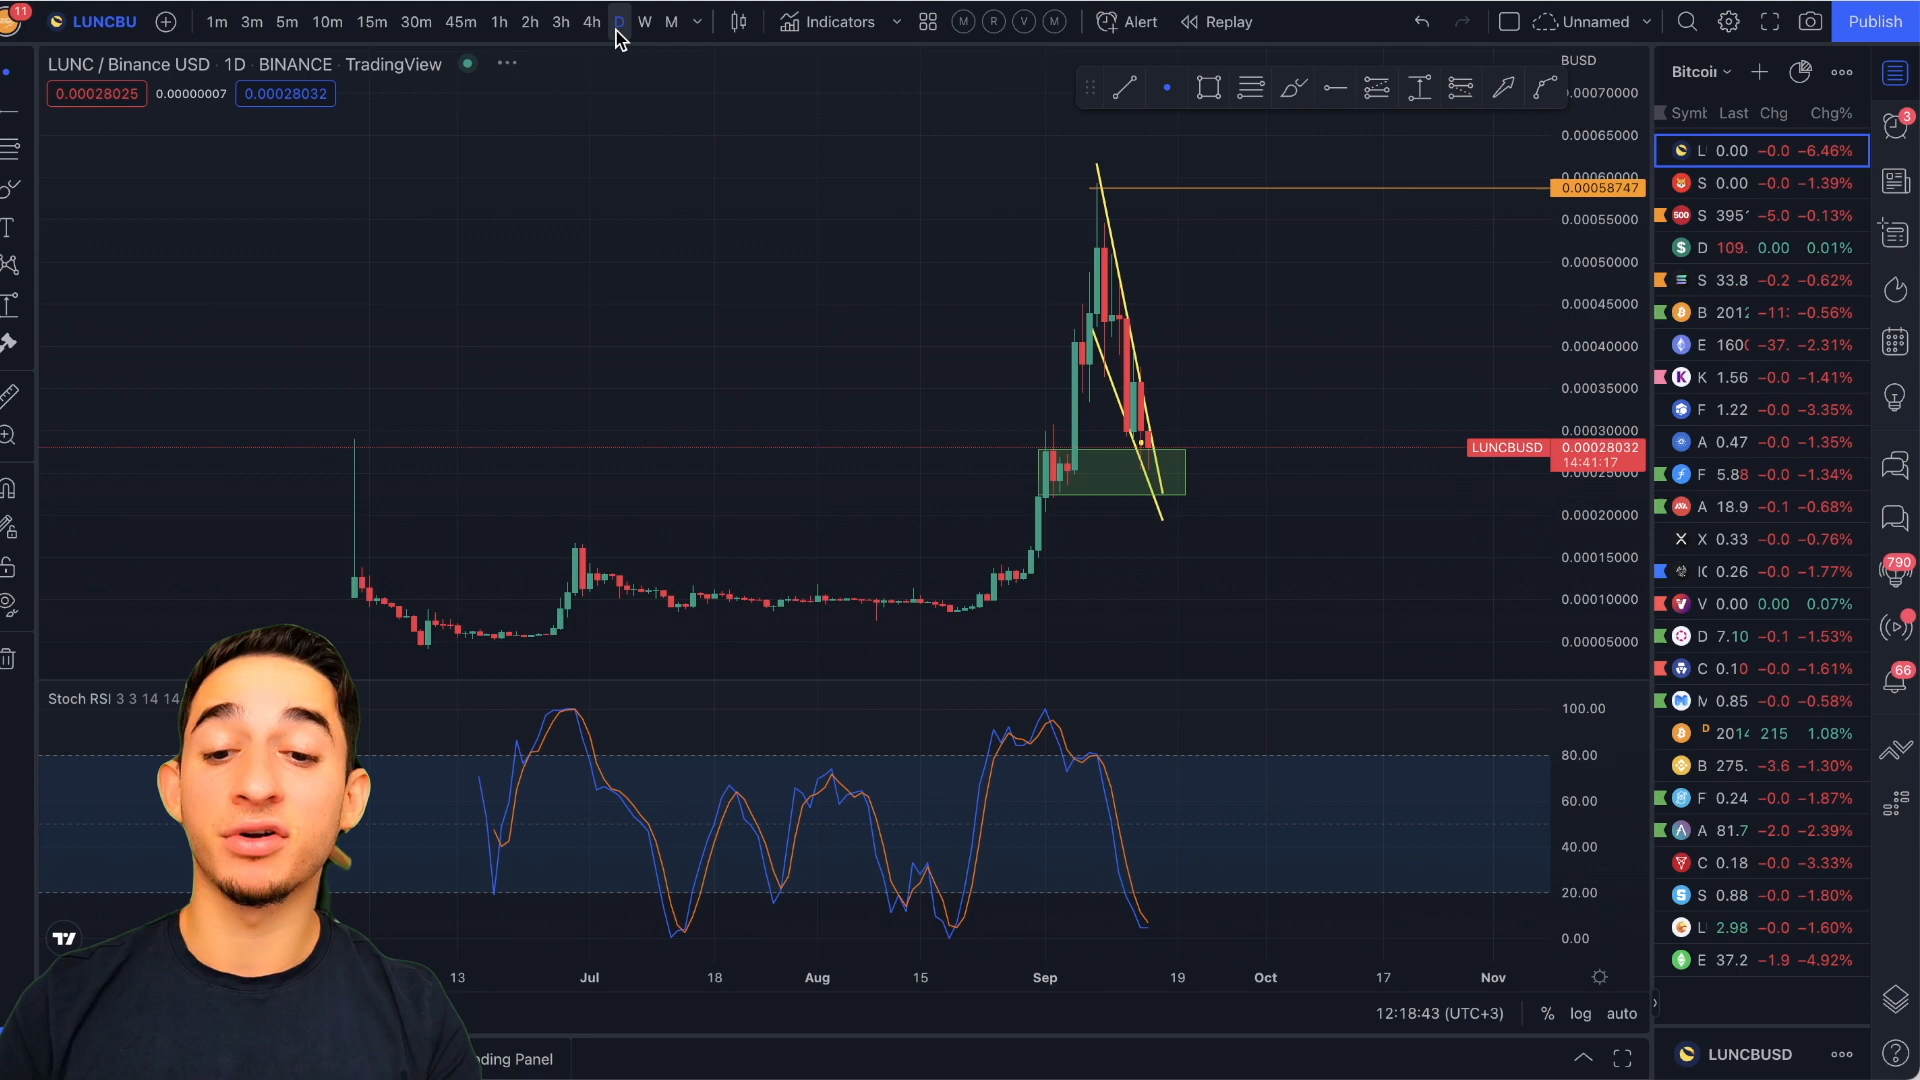 11
LUNCBU
1m 3m 5m 10m 15m 30m 45m 1h 2h 3h 4h D W M
Indicators
M R V M
Alert
Replay
Unnamed
Publish
LUNC / Binance USD · 1D · BINANCE · TradingView
0.00028025 0.00000007 0.00028032
BUSD
0.00070000
0.00065000
0.00060000
0.00058747
0.00055000
0.00050000
0.00045000
0.00040000
0.00035000
0.00030000
LUNCBUSD 0.00028032
14:41:17
0.00025000
0.00020000
0.00015000
0.00010000
0.00005000
Stoch RSI 3 3 14 14
100.00
80.00
60.00
40.00
20.00
0.00
13 Jul 18 Aug 15 Sep 19 Oct 17 Nov
12:18:43 (UTC+3) % log auto
ding Panel
Bitcoi
Symb Last Chg Chg%
L 0.00 −0.0 −6.46%
S 0.00 −0.0 −1.39%
500 S 395 −5.0 −0.13%
D 109. 0.00 0.01%
S 33.8 −0.2 −0.62%
B 2012 −11 −0.56%
E 160 −37. −2.31%
K 1.56 −0.0 −1.41%
F 1.22 −0.0 −3.35%
A 0.47 −0.0 −1.35%
F 5.88 −0.0 −1.34%
A 18.9 −0.1 −0.68%
X 0.33 −0.0 −0.76%
0.26 −0.0 −1.77%
V 0.00 0.00 0.07%
D 7.10 −0.1 −1.53%
C 0.10 −0.0 −1.61%
M 0.85 −0.0 −0.58%
D 2014 215 1.08%
B 275. −3.6 −1.30%
F 0.24 −0.0 −1.87%
A 81.7 −2.0 −2.39%
C 0.18 −0.0 −3.33%
S 0.88 −0.0 −1.80%
L 2.98 −0.0 −1.60%
E 37.2 −1.9 −4.92%
LUNCBUSD
3
790
66